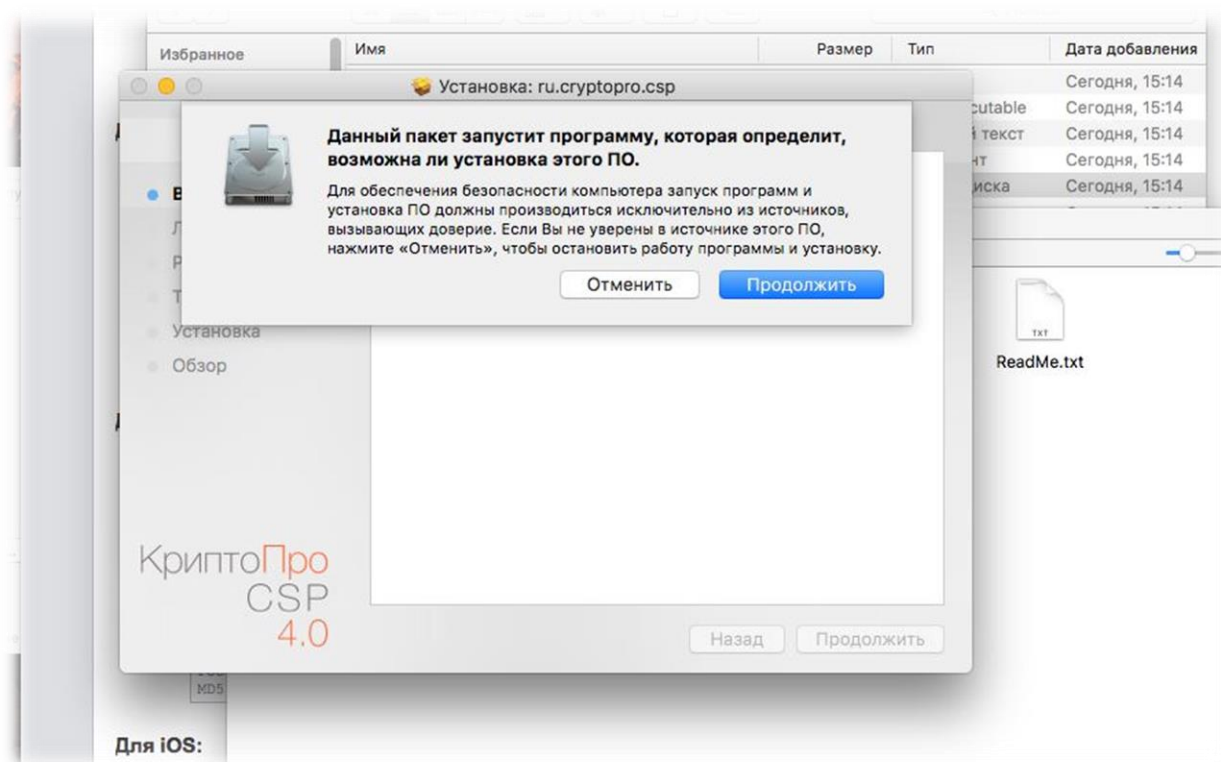 Избранное
Имя
Размер
Тип
Дата добавления
Установка: ru.cryptopro.csp
Сегодня, 15:14
Сегодня, 15:14
Сегодня, 15:14
Сегодня, 15:14
Сегодня, 15:14
Данный пакет запустит программу, которая определит,
возможна ли установка этого ПО.
Для обеспечения безопасности компьютера запуск программ и
установка ПО должны производиться исключительно из источников,
вызывающих доверие. Если Вы не уверены в источнике этого ПО,
нажмите «Отменить», чтобы остановить работу программы и установку.
Отменить
Продолжить
Установка
Обзор
TXT
ReadMe.txt
КриптоПро
CSP
4.0
Назад
Продолжить
MD5
Для iOS: